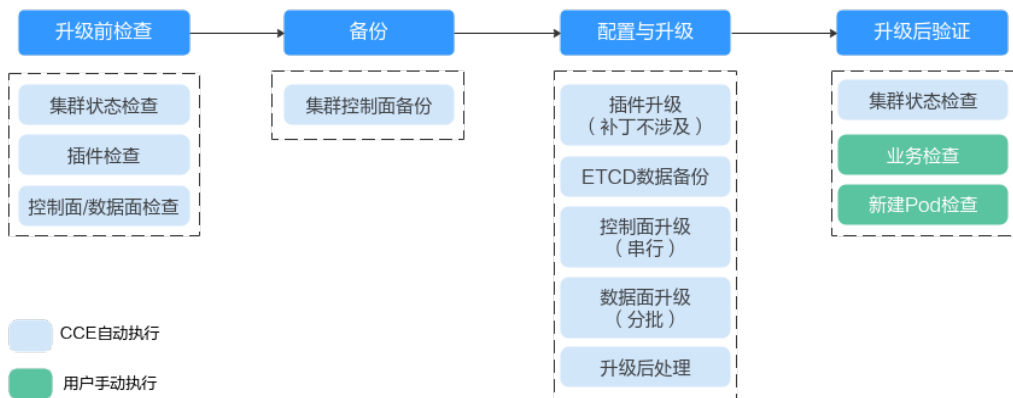 升级前检查
备份
配置与升级
升级后验证
集群状态检查
插件检查
控制面/数据面检查
集群控制面备份
插件升级
（补丁不涉及）
ETCD数据备份
控制面升级
（串行）
数据面升级
（分批）
升级后处理
集群状态检查
业务检查
新建Pod检查
CCE自动执行
用户手动执行